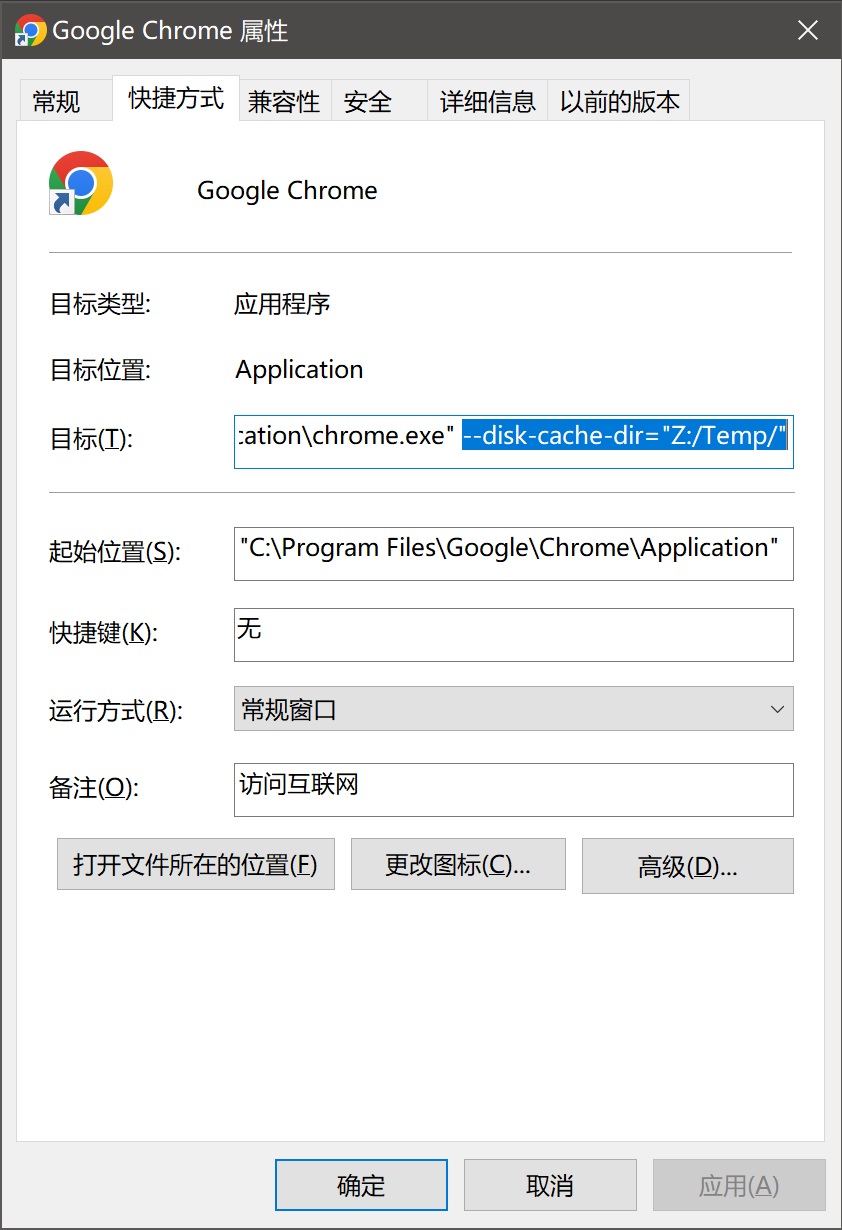 Google Chrome 属性
常规 快捷方式 兼容性 安全 详细信息 以前的版本
Google Chrome
目标类型: 应用程序
目标位置: Application
目标(T): cation\chrome.exe" --disk-cache-dir="Z:/Temp/"
起始位置(S): "C:\Program Files\Google\Chrome\Application"
快捷键(K): 无
运行方式(R): 常规窗口
备注(O): 访问互联网
打开文件所在的位置(F) 更改图标(C)... 高级(D)...
确定 取消 应用(A)